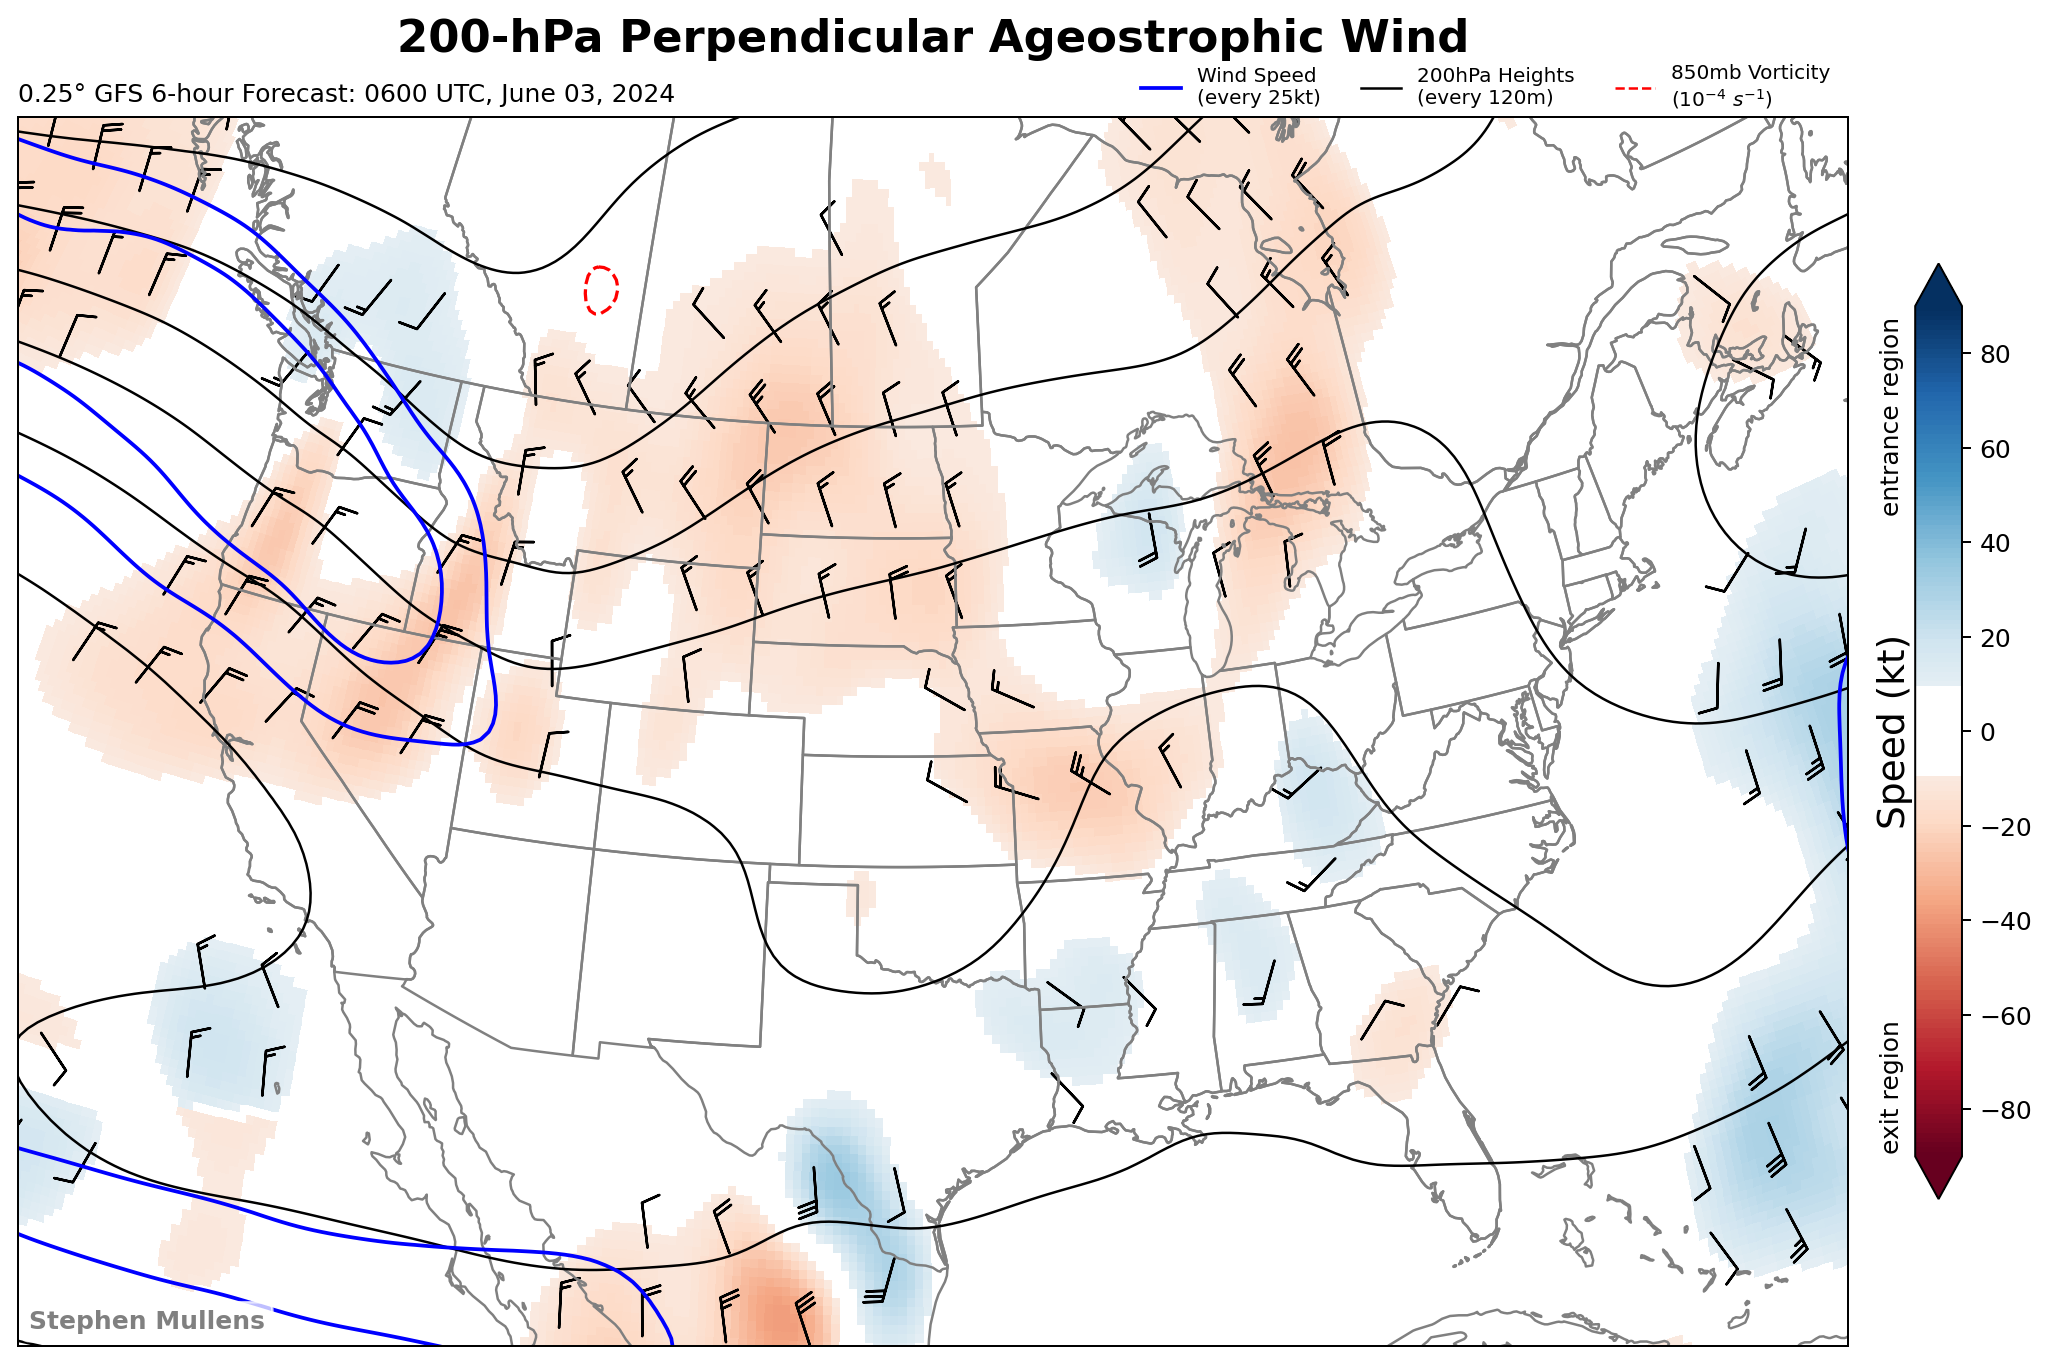 200-hPa Perpendicular Ageostrophic Wind
0.25° GFS 6-hour Forecast: 0600 UTC, June 03, 2024
Wind Speed
(every 25kt)
200hPa Heights
(every 120m)
850mb Vorticity
(10⁻⁴ s⁻¹)
80
60
40
20
0
−20
−40
−60
−80
entrance region
Speed (kt)
exit region
Stephen Mullens